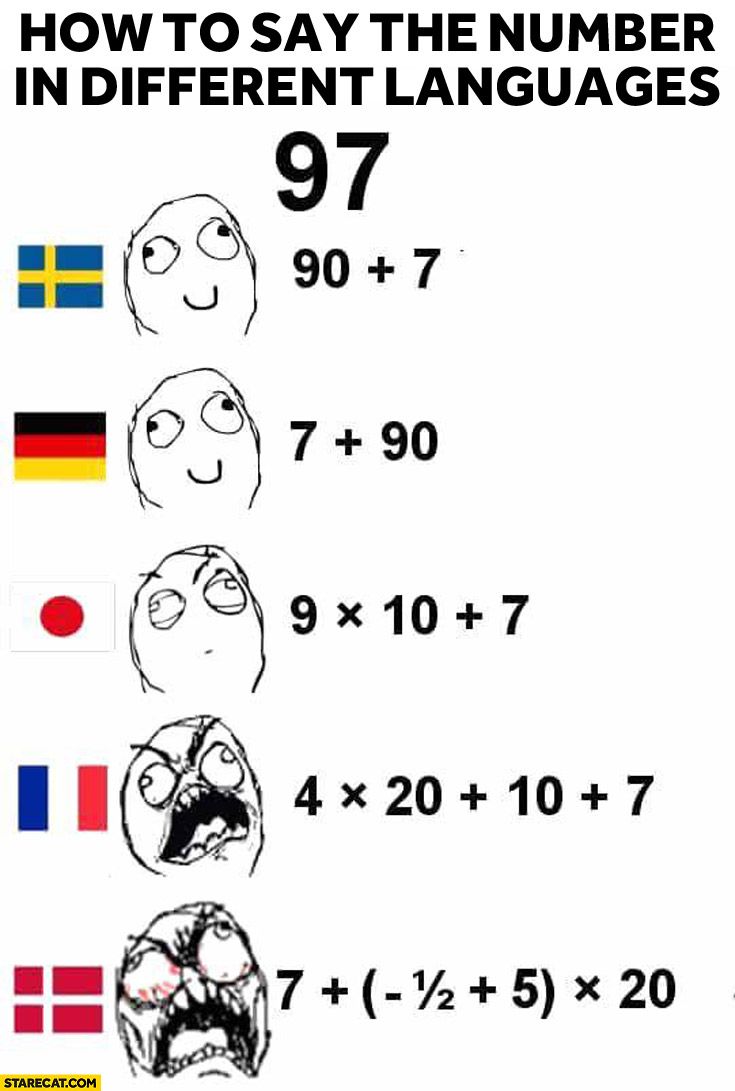 HOW TO SAY THE NUMBER
IN DIFFERENT LANGUAGES
97
90 + 7
7 + 90
9 × 10 + 7
4 × 20 + 10 + 7
7 + (- ½ + 5) × 20
STARECAT.COM